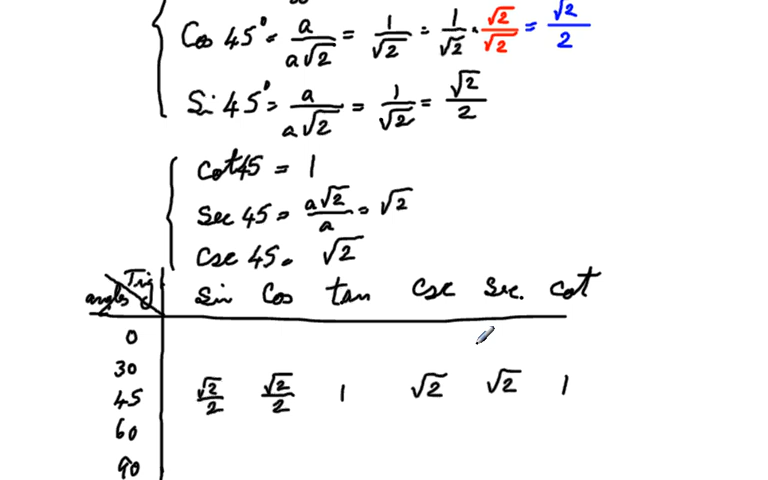 Cos 45° = a/a√2 = 1/√2 = 1/√2 · √2/√2 = √2/2
Sin 45° = a/a√2 = 1/√2 = √2/2
Cot 45 = 1
Sec 45 = a√2/a = √2
Csc 45 = √2
angles Trig Sin Cos tan Csc Sec. Cot
0
30
45 √2/2 √2/2 1 √2 √2 1
60
90